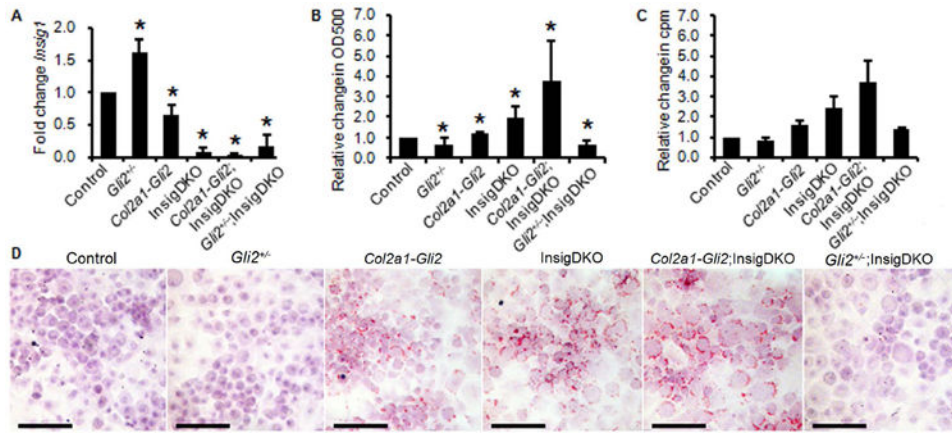 A
Fold change Insig1
2.0
1.5
1.0
0.5
0.0
*
*
*
*
*
Control
Gli2+/-
Col2a1-Gli2
InsigDKO
Col2a1-Gli2;
InsigDKO
Gli2+/-;InsigDKO
B
Relative changein OD500
7.0
6.0
5.0
4.0
3.0
2.0
1.0
0.0
*
*
*
*
*
Control
Gli2+/-
Col2a1-Gli2
InsigDKO
Col2a1-Gli2;
InsigDKO
Gli2+/-;InsigDKO
C
Relative changein cpm
7.0
6.0
5.0
4.0
3.0
2.0
1.0
0.0
Control
Gli2+/-
Col2a1-Gli2
InsigDKO
Col2a1-Gli2;
InsigDKO
Gli2+/-;InsigDKO
D
Control
Gli2+/-
Col2a1-Gli2
InsigDKO
Col2a1-Gli2;InsigDKO
Gli2+/-;InsigDKO